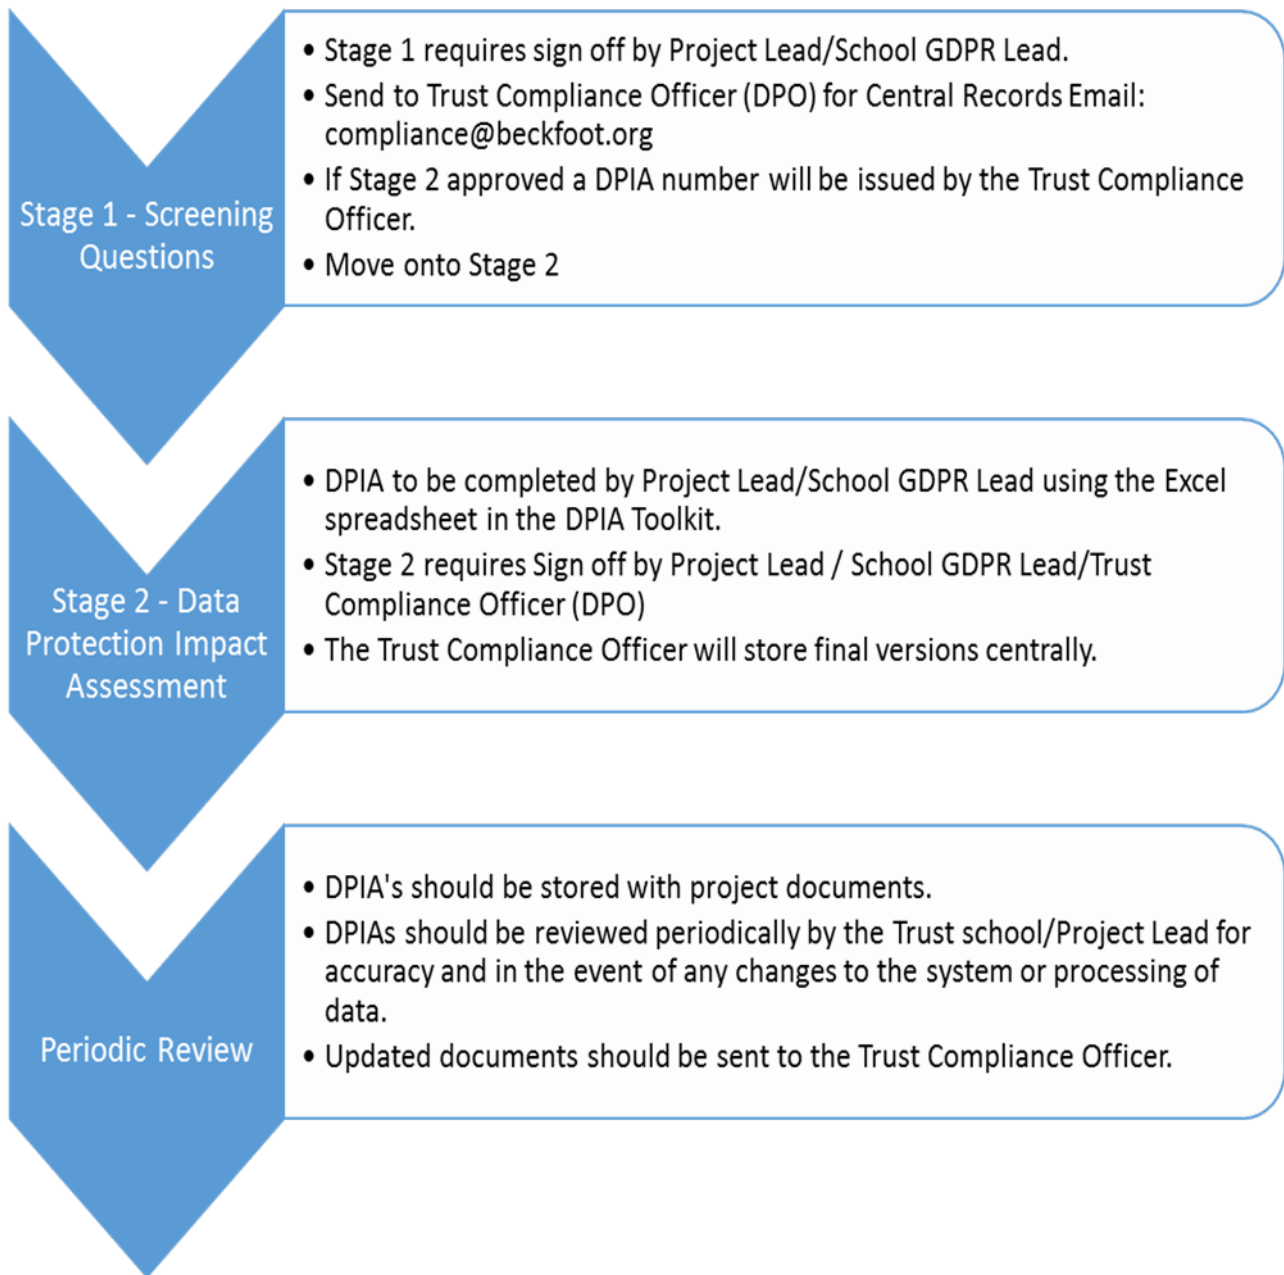 Stage 1 - Screening
Questions
• Stage 1 requires sign off by Project Lead/School GDPR Lead.
• Send to Trust Compliance Officer (DPO) for Central Records Email:
compliance@beckfoot.org
• If Stage 2 approved a DPIA number will be issued by the Trust Compliance
Officer.
• Move onto Stage 2
Stage 2 - Data
Protection Impact
Assessment
• DPIA to be completed by Project Lead/School GDPR Lead using the Excel
spreadsheet in the DPIA Toolkit.
• Stage 2 requires Sign off by Project Lead / School GDPR Lead/Trust
Compliance Officer (DPO)
• The Trust Compliance Officer will store final versions centrally.
Periodic Review
• DPIA's should be stored with project documents.
• DPIAs should be reviewed periodically by the Trust school/Project Lead for
accuracy and in the event of any changes to the system or processing of
data.
• Updated documents should be sent to the Trust Compliance Officer.